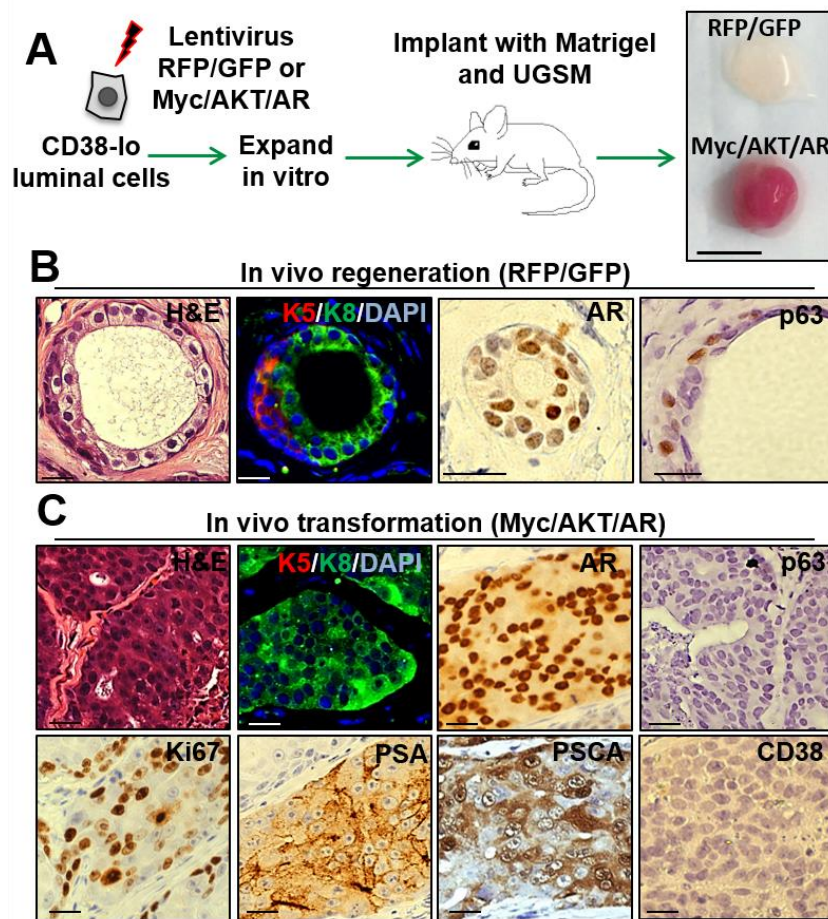 A
Lentivirus
RFP/GFP or
Myc/AKT/AR
CD38-lo
luminal cells
Expand
in vitro
Implant with Matrigel
and UGSM
RFP/GFP
Myc/AKT/AR
B
In vivo regeneration (RFP/GFP)
H&E
K5/K8/DAPI
AR
p63
C
In vivo transformation (Myc/AKT/AR)
H&E
K5/K8/DAPI
AR
p63
Ki67
PSA
PSCA
CD38